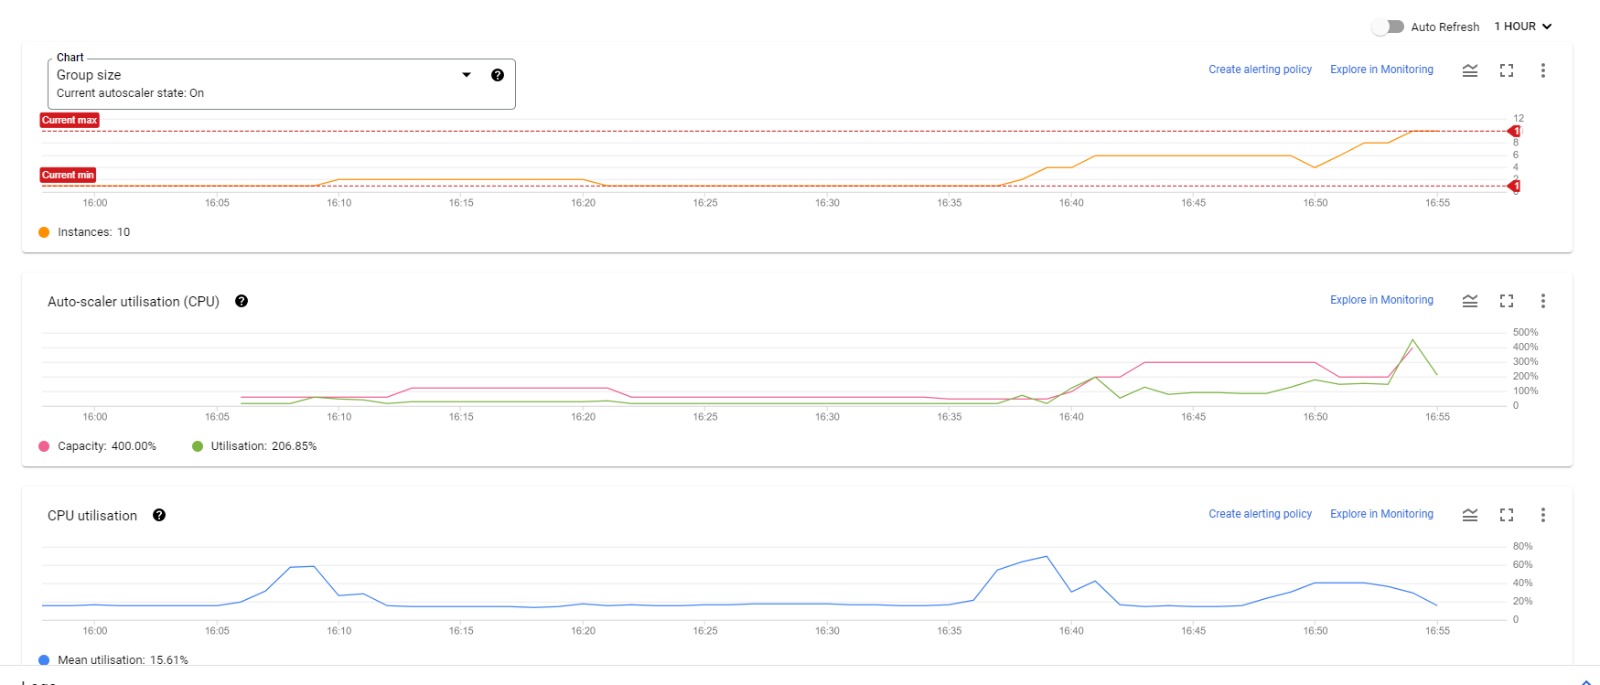 Auto Refresh 1 HOUR
Chart
Group size
Current autoscaler state: On
Create alerting policy Explore in Monitoring
Current max
12
8
6
4
2
Current min
1
16:00 16:05 16:10 16:15 16:20 16:25 16:30 16:35 16:40 16:45 16:50 16:55
Instances: 10
Auto-scaler utilisation (CPU)
Explore in Monitoring
500%
400%
300%
200%
100%
0
16:00 16:05 16:10 16:15 16:20 16:25 16:30 16:35 16:40 16:45 16:50 16:55
Capacity: 400.00% Utilisation: 206.85%
CPU utilisation
Create alerting policy Explore in Monitoring
80%
60%
40%
20%
0
16:00 16:05 16:10 16:15 16:20 16:25 16:30 16:35 16:40 16:45 16:50 16:55
Mean utilisation: 15.61%